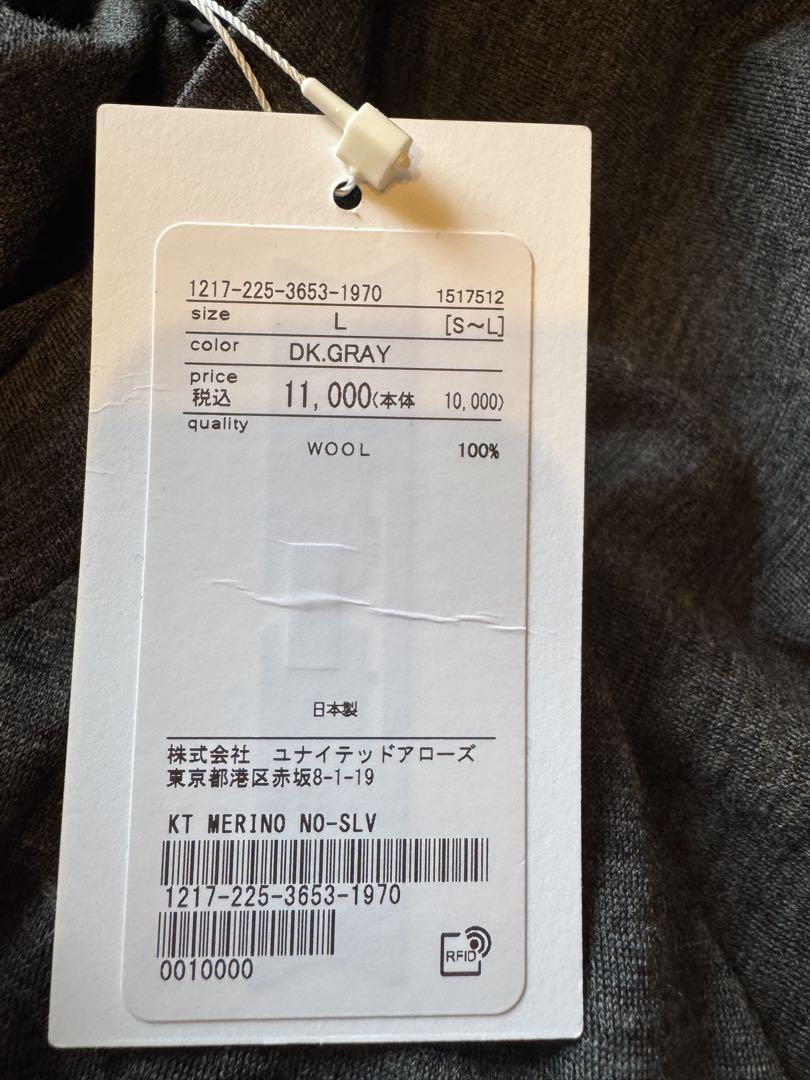 1217-225-3653-1970 1517512
size L [S〜L]
color DK.GRAY
price
税込 11,000(本体 10,000)
quality
WOOL 100%
日本製
株式会社 ユナイテッドアローズ
東京都港区赤坂8-1-19
KT MERINO NO-SLV
1217-225-3653-1970
0010000
RFID